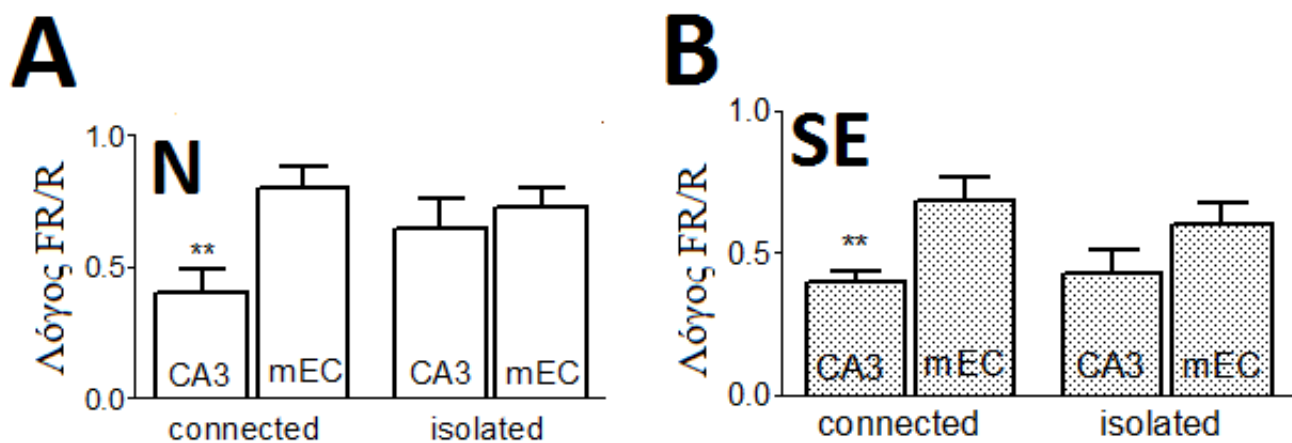 A
B
N
SE
Λόγος FR/R
1.0
0.5
0.0
**
CA3
mEC
CA3
mEC
connected
isolated
Λόγος FR/R
1.0
0.5
0.0
**
CA3
mEC
CA3
mEC
connected
isolated